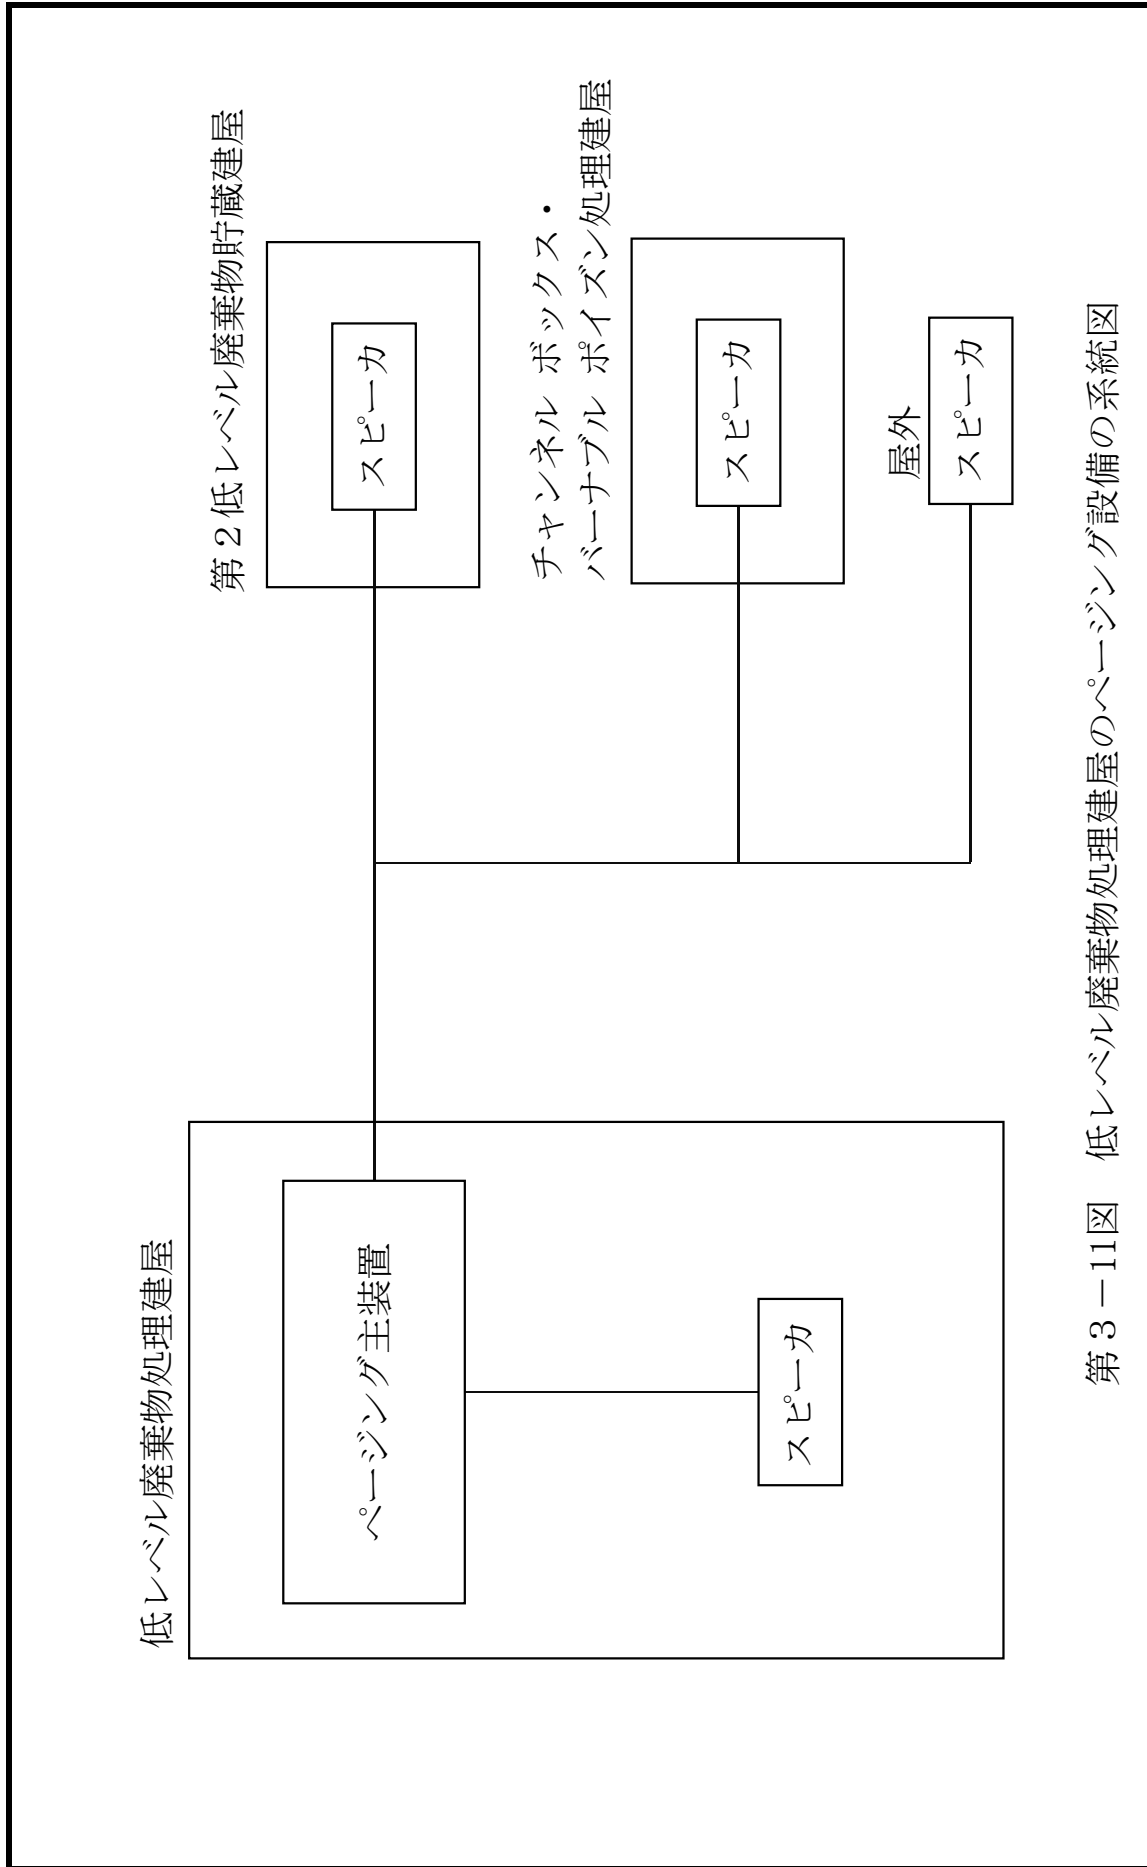 低レベル廃棄物処理建屋
ページング主装置
スピーカ
第２低レベル廃棄物貯蔵建屋
スピーカ
チャンネル ボックス・
バーナブル ポイズン処理建屋
スピーカ
屋外
スピーカ
第３－11図　低レベル廃棄物処理建屋のページング設備の系統図